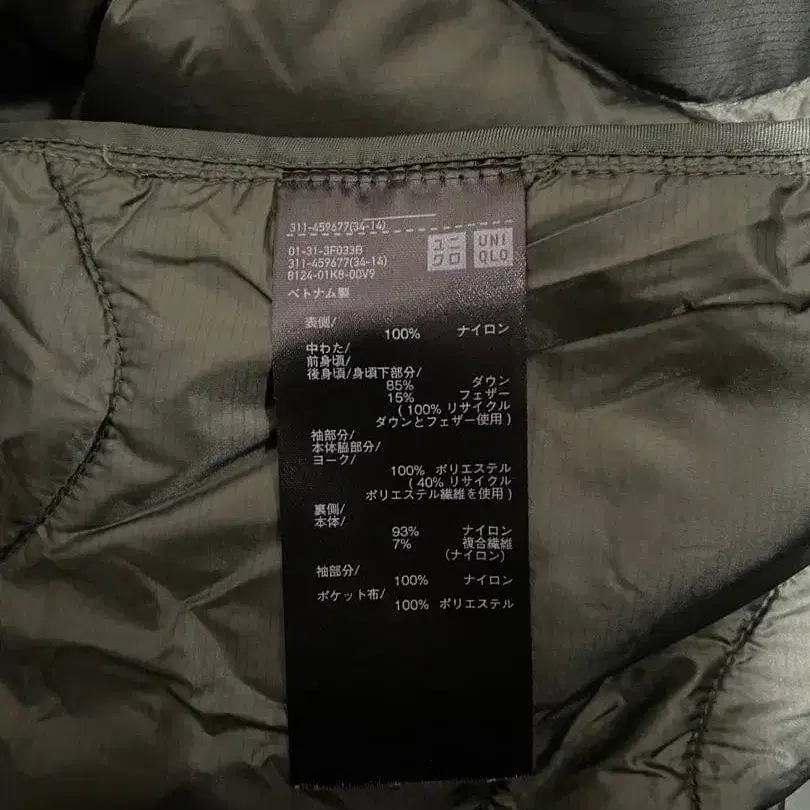 311-459677(34-14)
ユニ
クロ
UNI
QLO
01-31-3F033B
311-459677(34-14)
8124-01K8-00V9
ベトナム製
表側/
100% ナイロン
中わた/
前身頃/
後身頃/身頃下部分/
85% ダウン
15% フェザー
(100% リサイクル
ダウンとフェザー使用)
袖部分/
本体脇部分/
ヨーク/
100% ポリエステル
(40% リサイクル
ポリエステル繊維を使用)
裏側/
本体/
93% ナイロン
7% 複合繊維
(ナイロン)
袖部分/
100% ナイロン
ポケット布/
100% ポリエステル